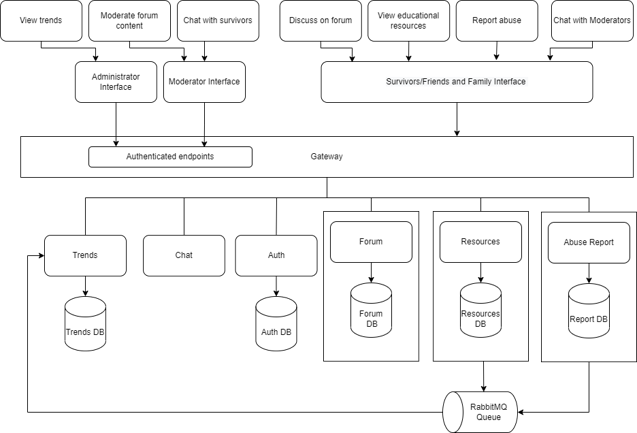 View trends
Moderate forum
content
Chat with survivors
Discuss on forum
View educational
resources
Report abuse
Chat with Moderators
Administrator
Interface
Moderator Interface
Survivors/Friends and Family Interface
Authenticated endpoints
Gateway
Trends
Chat
Auth
Forum
Resources
Abuse Report
Trends DB
Auth DB
Forum
DB
Resources
DB
Report DB
RabbitMQ
Queue